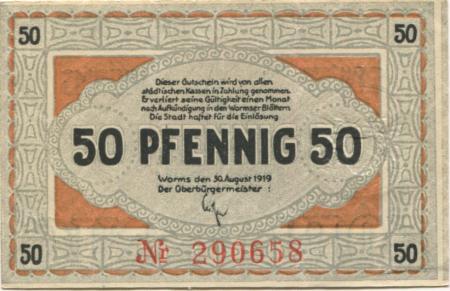 50 50
Dieser Gutschein wird von allen
städtischen Kassen in Zahlung genommen.
Er verliert seine Gültigkeit einen Monat
nach Aufkündigung in den Wormser Blättern.
Die Stadt haftet für die Einlösung
50 PFENNIG 50
Worms den 30. August 1919
Der Oberbürgermeister:
Nr 290658
50 50